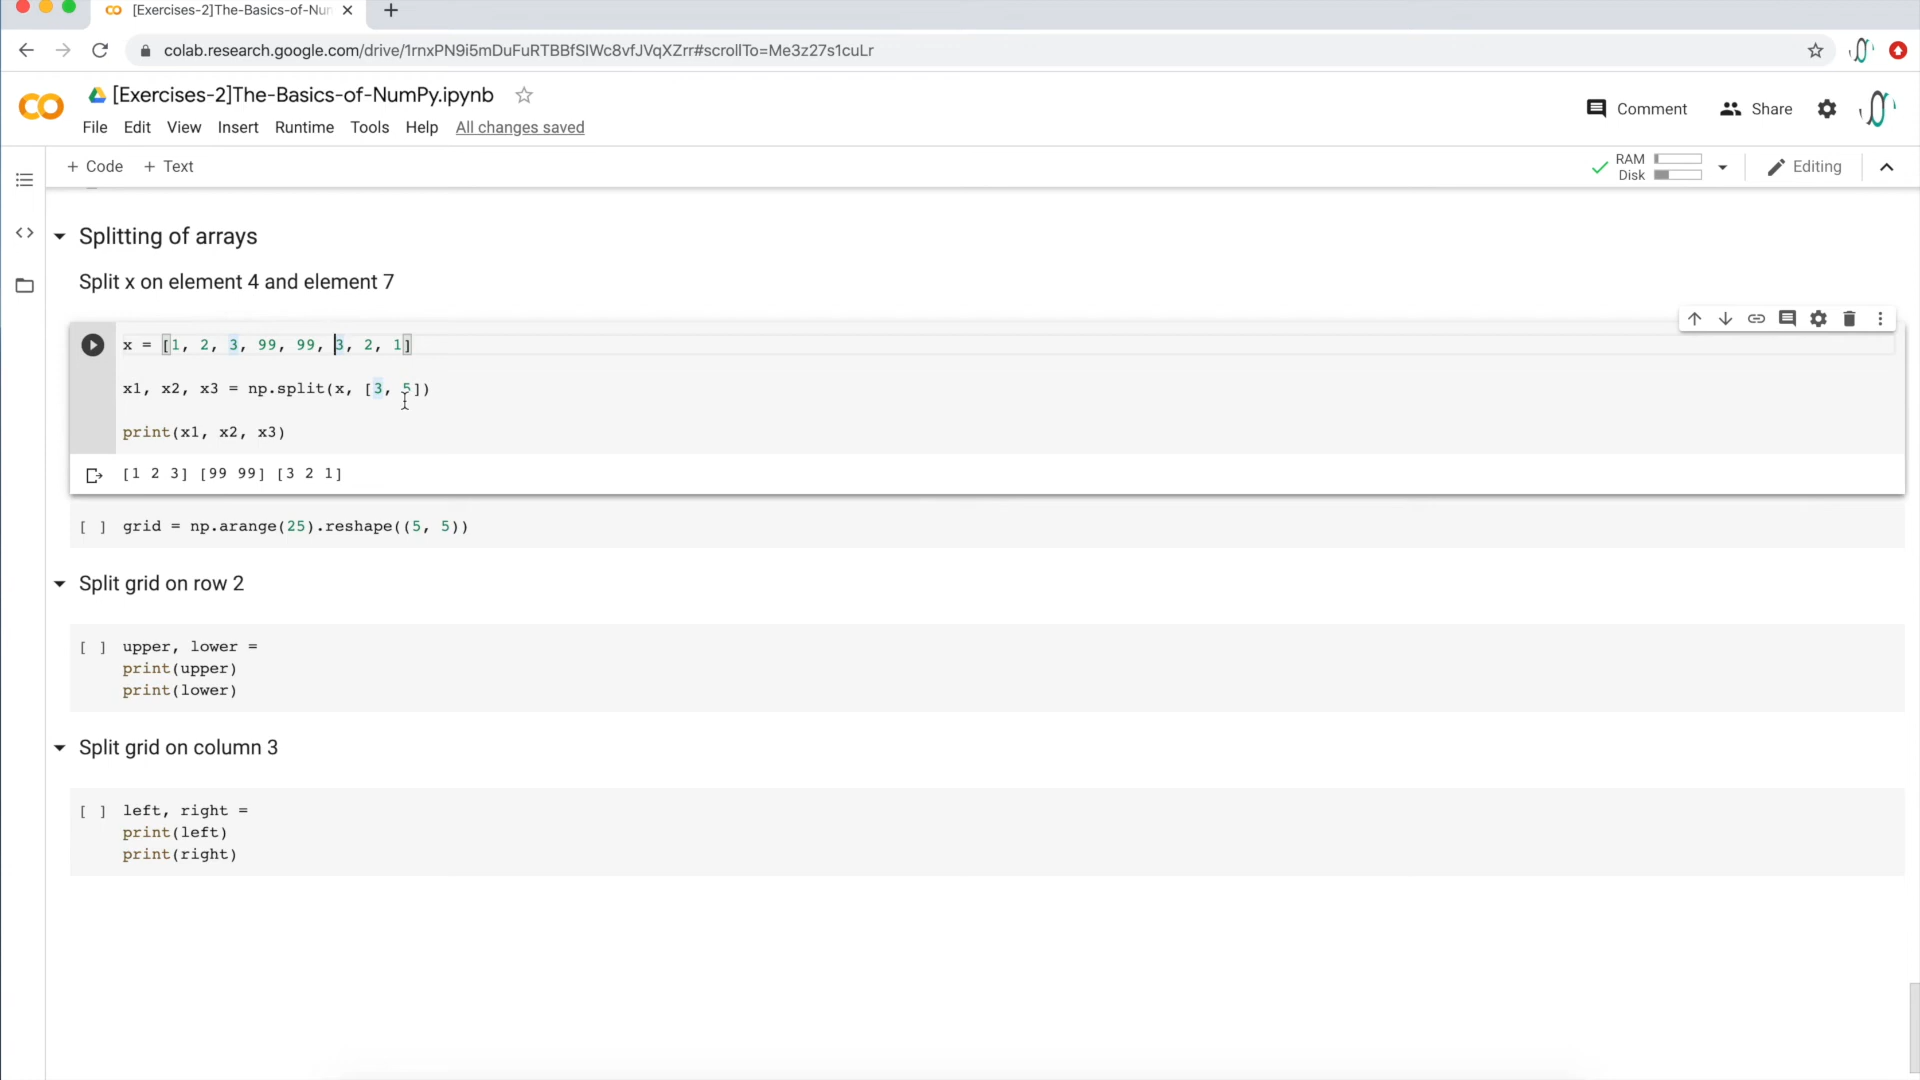 [Exercises-2]The-Basics-of-Nun
colab.research.google.com/drive/1rnxPN9i5mDuFuRTBBfSIWc8vfJVqXZrr#scrollTo=Me3z27s1cuLr
[Exercises-2]The-Basics-of-NumPy.ipynb
Comment
Share
File Edit View Insert Runtime Tools Help All changes saved
+ Code + Text
RAM
Disk
Editing
Splitting of arrays
Split x on element 4 and element 7
x = [1, 2, 3, 99, 99, 3, 2, 1]
x1, x2, x3 = np.split(x, [3, 5])
print(x1, x2, x3)
[1 2 3] [99 99] [3 2 1]
[ ] grid = np.arange(25).reshape((5, 5))
Split grid on row 2
[ ] upper, lower =
print(upper)
print(lower)
Split grid on column 3
[ ] left, right =
print(left)
print(right)